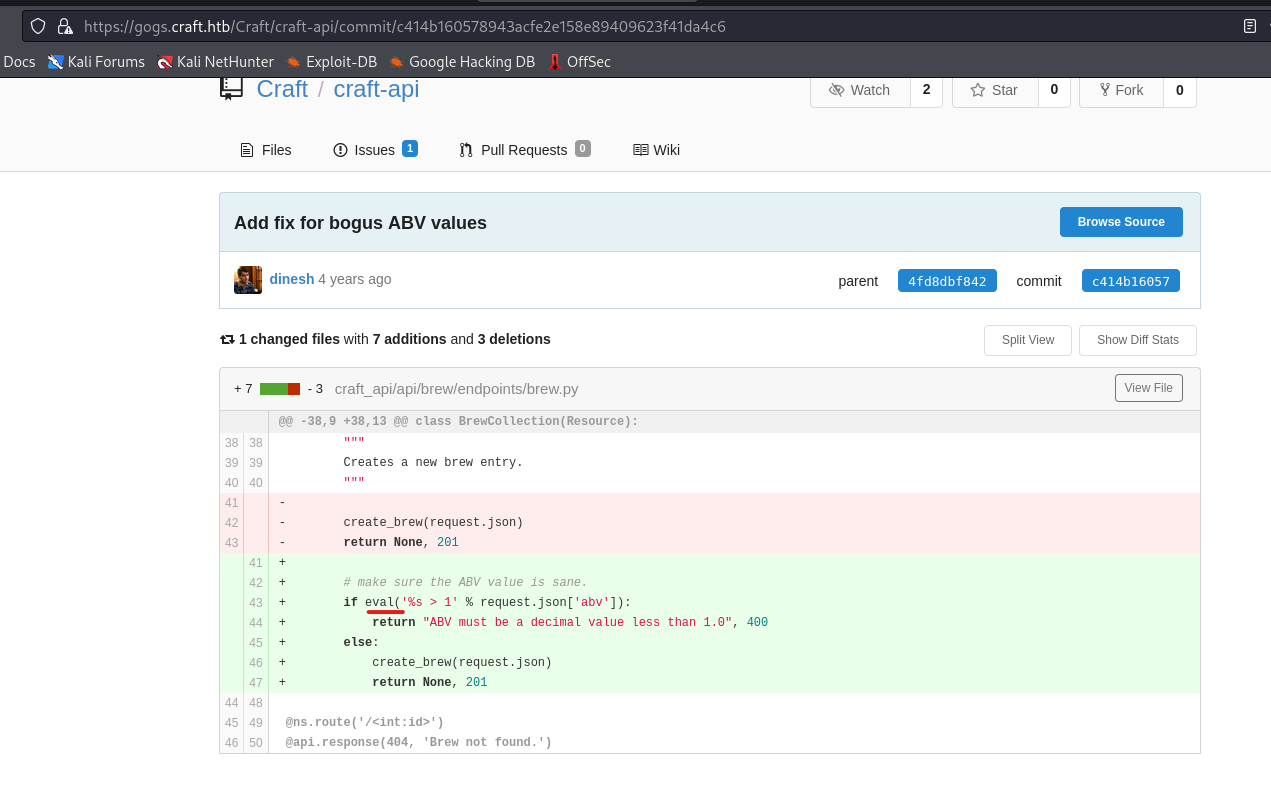 https://gogs.craft.htb/Craft/craft-api/commit/c414b160578943acfe2e158e89409623f41da4c6
Docs Kali Forums Kali NetHunter Exploit-DB Google Hacking DB OffSec
Craft / craft-api Watch 2 Star 0 Fork 0
Files Issues 1 Pull Requests 0 Wiki
Add fix for bogus ABV values Browse Source
dinesh 4 years ago parent 4fd8dbf842 commit c414b16057
1 changed files with 7 additions and 3 deletions Split View Show Diff Stats
+ 7 - 3 craft_api/api/brew/endpoints/brew.py View File
@@ -38,9 +38,13 @@ class BrewCollection(Resource):
38 38 """
39 39 Creates a new brew entry.
40 40 """
41 -
42 - create_brew(request.json)
43 - return None, 201
41 +
42 + # make sure the ABV value is sane.
43 + if eval('%s > 1' % request.json['abv']):
44 + return "ABV must be a decimal value less than 1.0", 400
45 + else:
46 + create_brew(request.json)
47 + return None, 201
44 48
45 49 @ns.route('/<int:id>')
46 50 @api.response(404, 'Brew not found.')